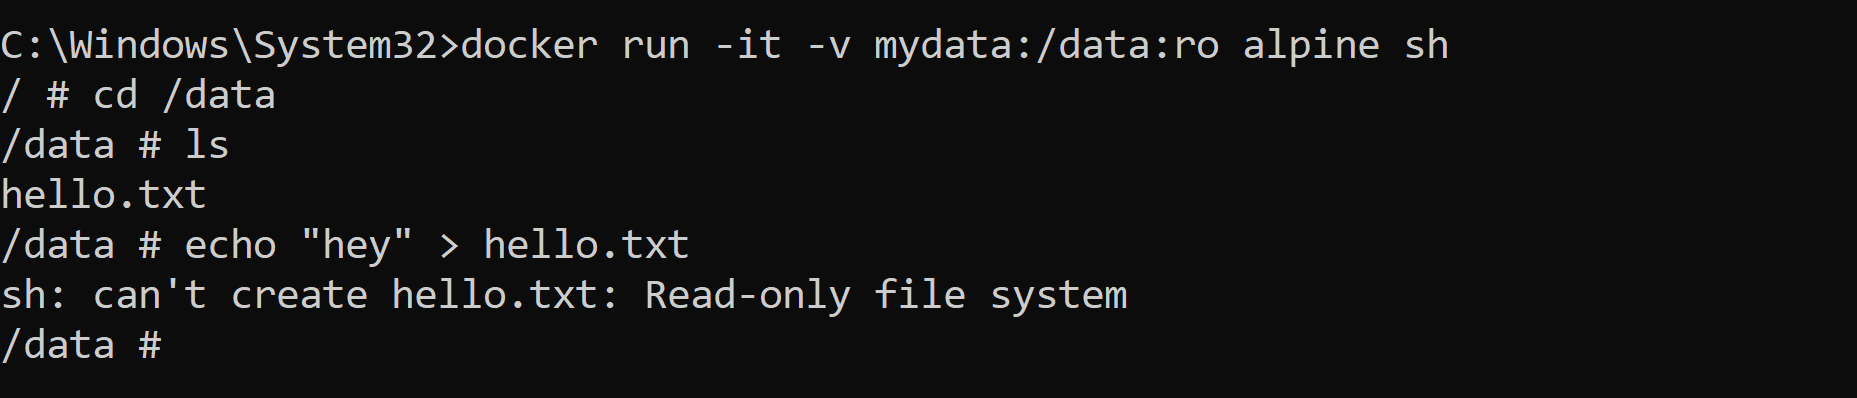 C:\Windows\System32>docker run -it -v mydata:/data:ro alpine sh
/ # cd /data
/data # ls
hello.txt
/data # echo "hey" > hello.txt
sh: can't create hello.txt: Read-only file system
/data #